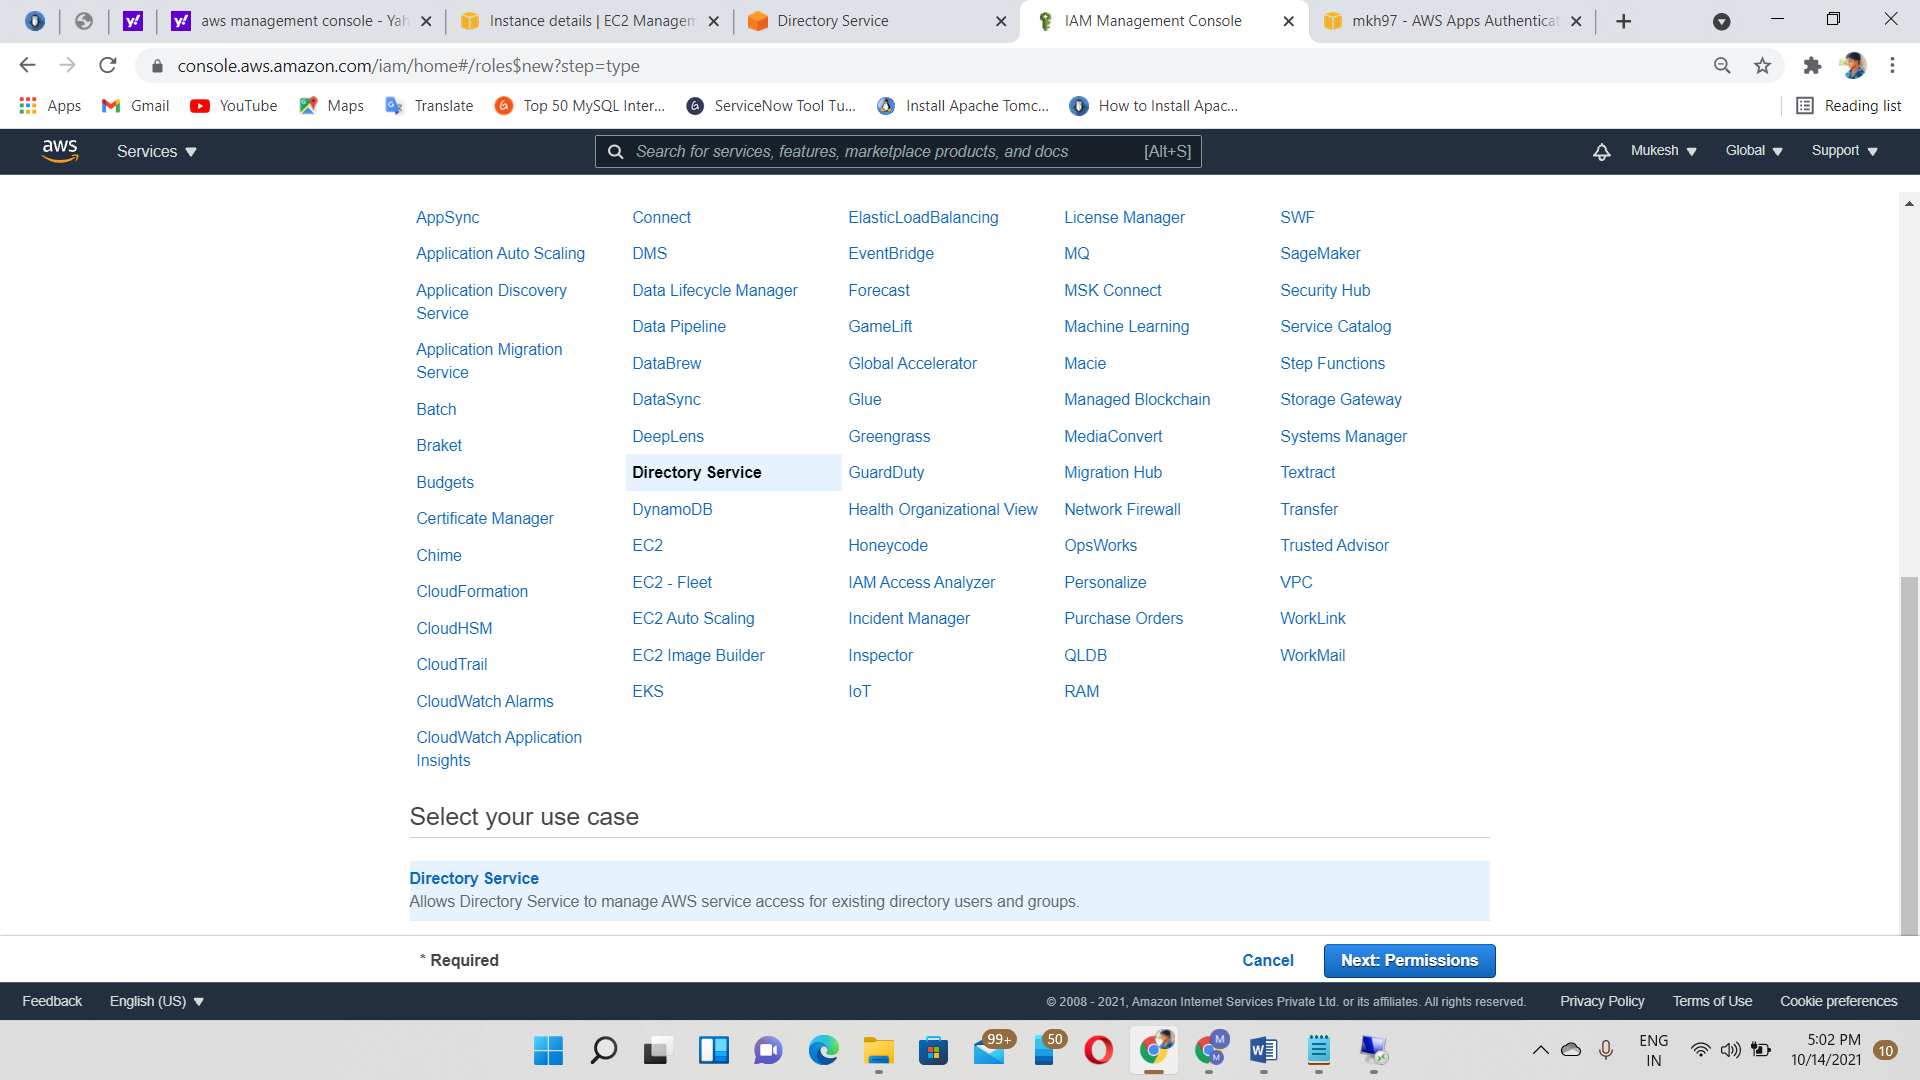 aws management console - Yah
Instance details | EC2 Managem
Directory Service
IAM Management Console
mkh97 - AWS Apps Authenticat
console.aws.amazon.com/iam/home#/roles$new?step=type
Apps
Gmail
YouTube
Maps
Translate
Top 50 MySQL Inter...
ServiceNow Tool Tu...
Install Apache Tomc...
How to Install Apac...
Reading list
aws
Services
Search for services, features, marketplace products, and docs
[Alt+S]
Mukesh
Global
Support
AppSync
Application Auto Scaling
Application Discovery
Service
Application Migration
Service
Batch
Braket
Budgets
Certificate Manager
Chime
CloudFormation
CloudHSM
CloudTrail
CloudWatch Alarms
CloudWatch Application
Insights
Connect
DMS
Data Lifecycle Manager
Data Pipeline
DataBrew
DataSync
DeepLens
Directory Service
DynamoDB
EC2
EC2 - Fleet
EC2 Auto Scaling
EC2 Image Builder
EKS
ElasticLoadBalancing
EventBridge
Forecast
GameLift
Global Accelerator
Glue
Greengrass
GuardDuty
Health Organizational View
Honeycode
IAM Access Analyzer
Incident Manager
Inspector
IoT
License Manager
MQ
MSK Connect
Machine Learning
Macie
Managed Blockchain
MediaConvert
Migration Hub
Network Firewall
OpsWorks
Personalize
Purchase Orders
QLDB
RAM
SWF
SageMaker
Security Hub
Service Catalog
Step Functions
Storage Gateway
Systems Manager
Textract
Transfer
Trusted Advisor
VPC
WorkLink
WorkMail
Select your use case
Directory Service
Allows Directory Service to manage AWS service access for existing directory users and groups.
* Required
Cancel
Next: Permissions
Feedback
English (US)
© 2008 - 2021, Amazon Internet Services Private Ltd. or its affiliates. All rights reserved.
Privacy Policy
Terms of Use
Cookie preferences
99+
50
M
M
ENG
IN
5:02 PM
10/14/2021
10